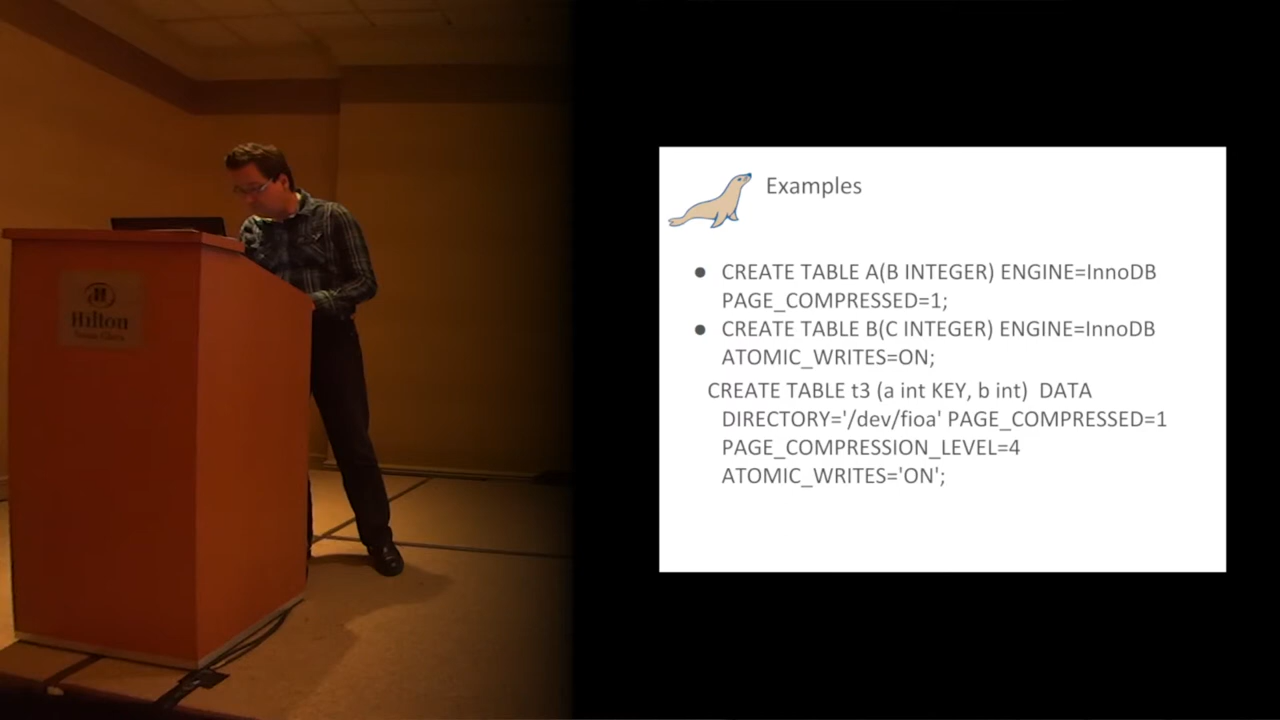 Hilton
Examples
● CREATE TABLE A(B INTEGER) ENGINE=InnoDB
PAGE_COMPRESSED=1;
● CREATE TABLE B(C INTEGER) ENGINE=InnoDB
ATOMIC_WRITES=ON;
CREATE TABLE t3 (a int KEY, b int) DATA
DIRECTORY='/dev/fioa' PAGE_COMPRESSED=1
PAGE_COMPRESSION_LEVEL=4
ATOMIC_WRITES='ON';